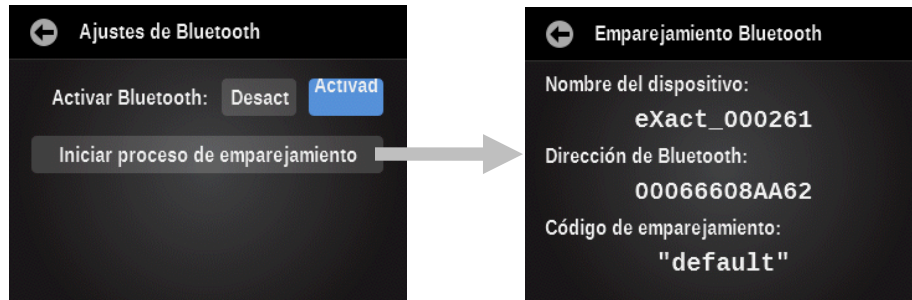 Ajustes de Bluetooth
Activar Bluetooth: Desact Activad
Iniciar proceso de emparejamiento
Emparejamiento Bluetooth
Nombre del dispositivo:
eXact_000261
Dirección de Bluetooth:
00066608AA62
Código de emparejamiento:
"default"